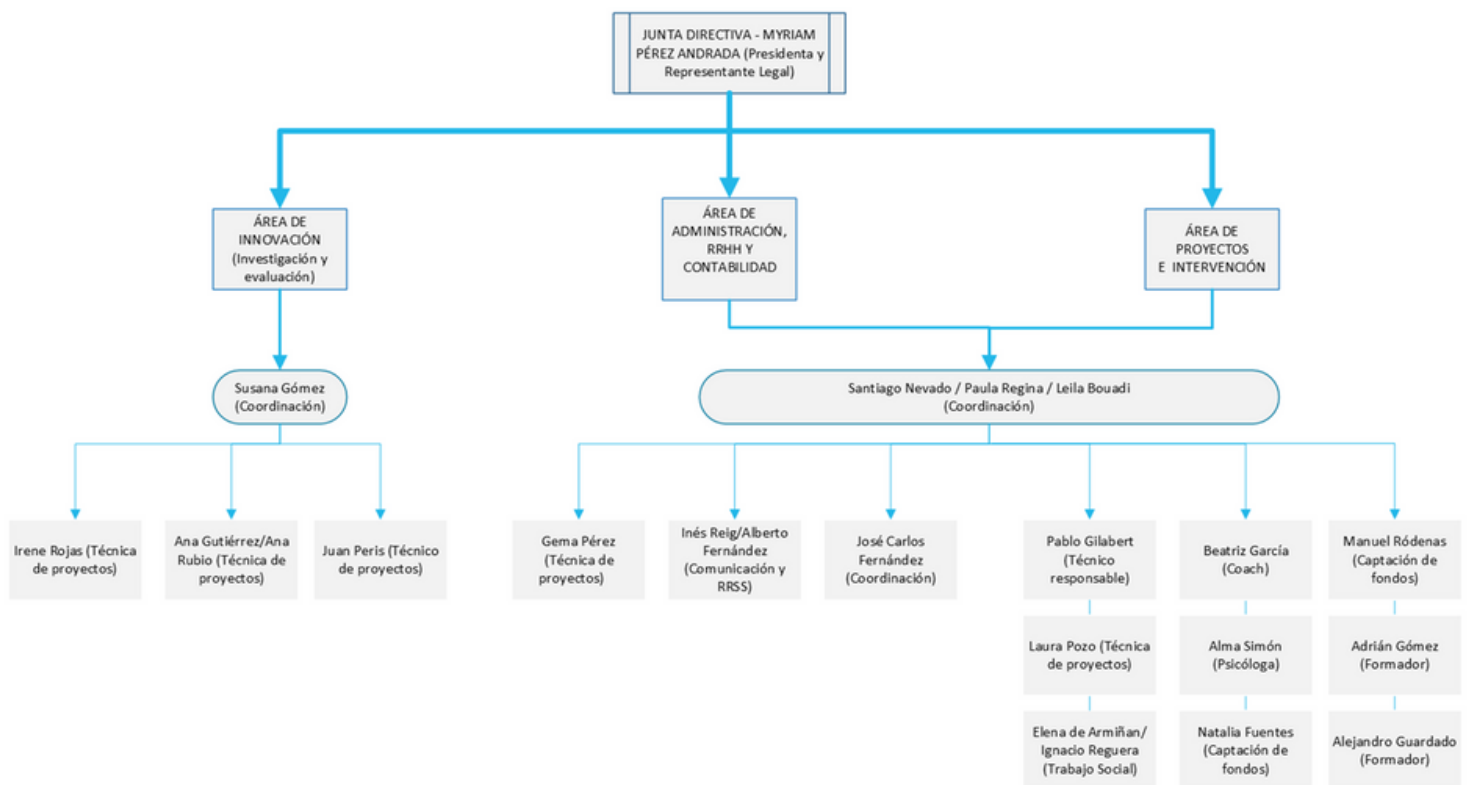 JUNTA DIRECTIVA - MYRIAM
PÉREZ ANDRADA (Presidenta y
Representante Legal)
ÁREA DE
INNOVACIÓN
(Investigación y
evaluación)
ÁREA DE
ADMINISTRACIÓN,
RRHH Y
CONTABILIDAD
ÁREA DE
PROYECTOS
E INTERVENCIÓN
Susana Gómez
(Coordinación)
Santiago Nevado / Paula Regina / Leila Bouadi
(Coordinación)
Irene Rojas (Técnica
de proyectos)
Ana Gutiérrez/Ana
Rubio (Técnica de
proyectos)
Juan Peris (Técnico
de proyectos)
Gema Pérez
(Técnica de
proyectos)
Inés Reig/Alberto
Fernández
(Comunicación y
RRSS)
José Carlos
Fernández
(Coordinación)
Pablo Gilabert
(Técnico
responsable)
Beatriz García
(Coach)
Manuel Ródenas
(Captación de
fondos)
Laura Pozo (Técnica
de proyectos)
Alma Simón
(Psicóloga)
Adrián Gómez
(Formador)
Elena de Armiñan/
Ignacio Reguera
(Trabajo Social)
Natalia Fuentes
(Captación de
fondos)
Alejandro Guardado
(Formador)